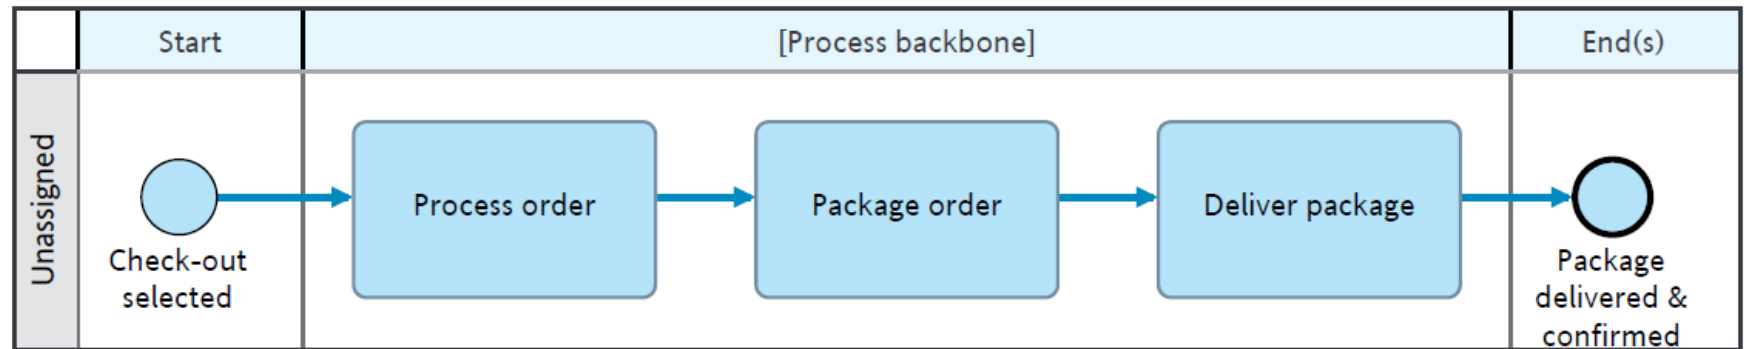 Start
[Process backbone]
End(s)
Unassigned
Check-out
selected
Process order
Package order
Deliver package
Package
delivered &
confirmed